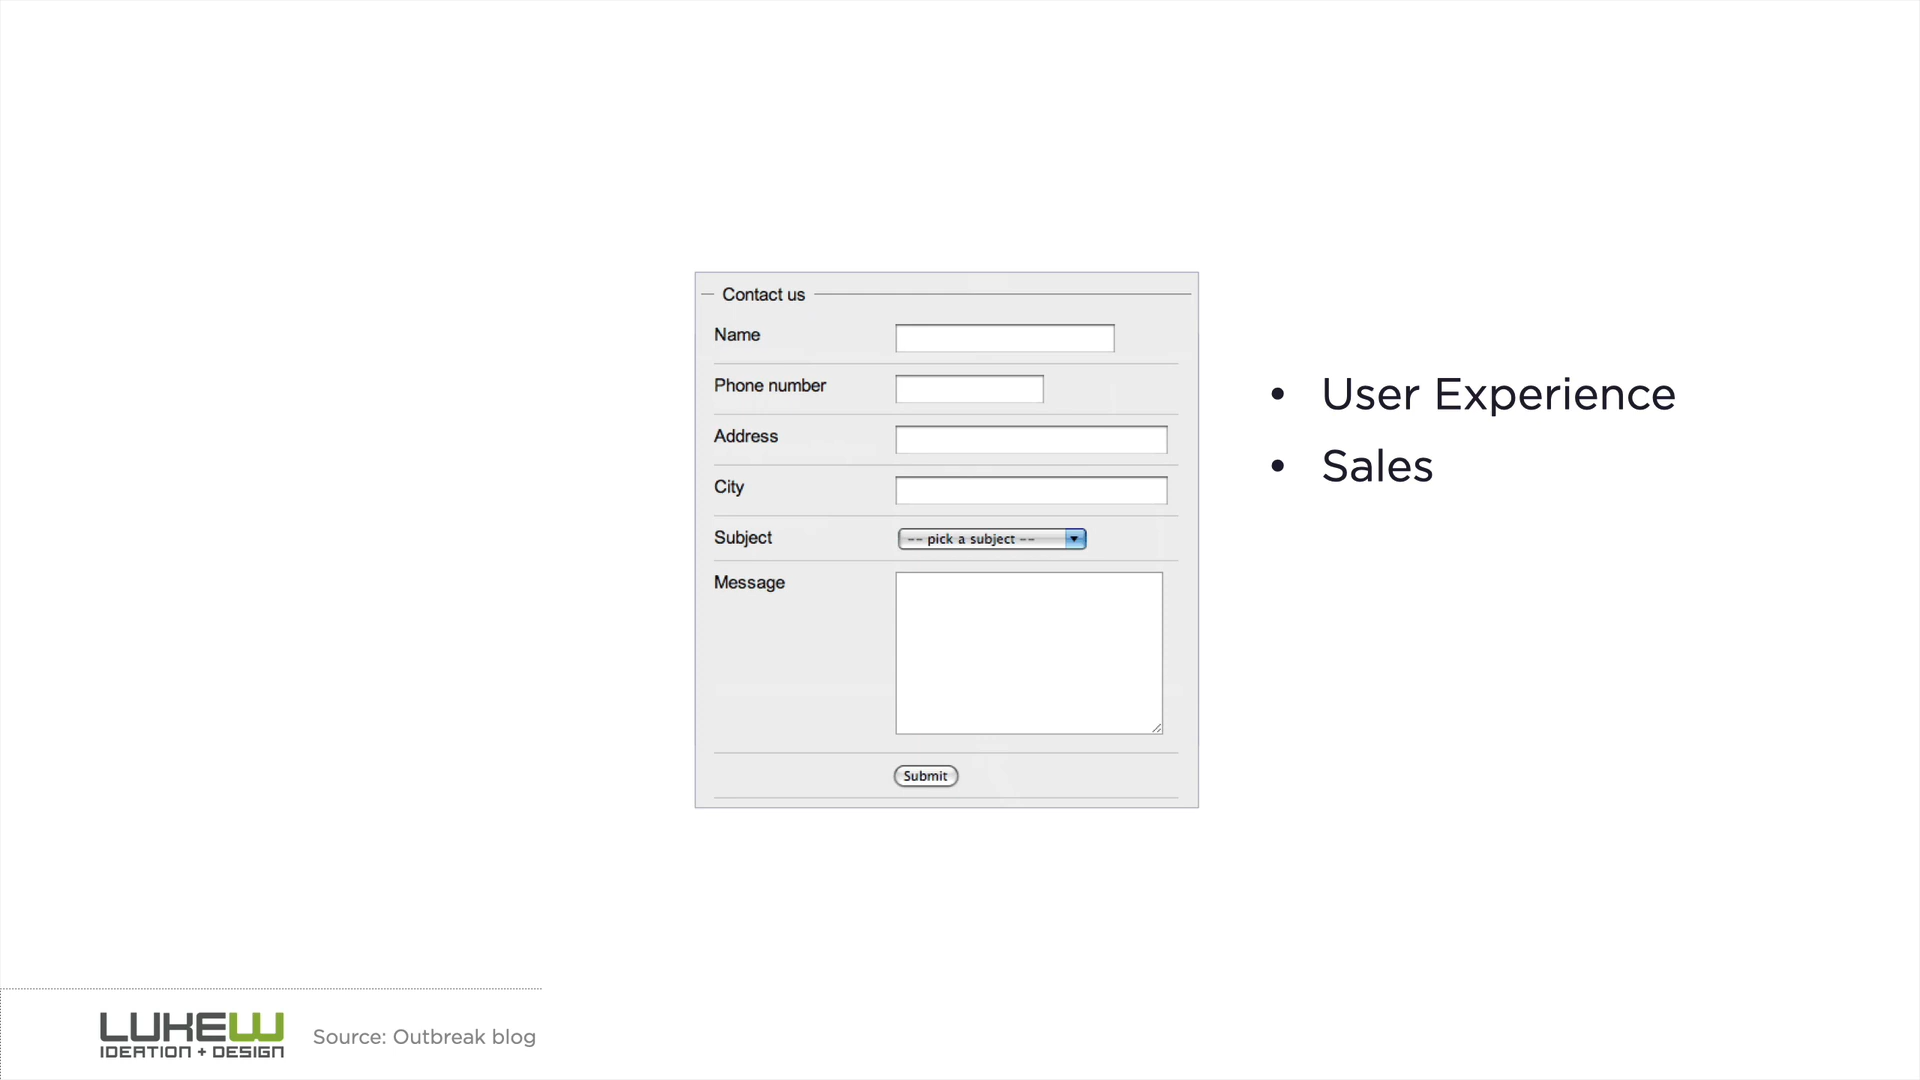 Contact us
Name
Phone number
Address
City
Subject
-- pick a subject --
Message
Submit
• User Experience
• Sales
LUKEW
IDEATION + DESIGN
Source: Outbreak blog